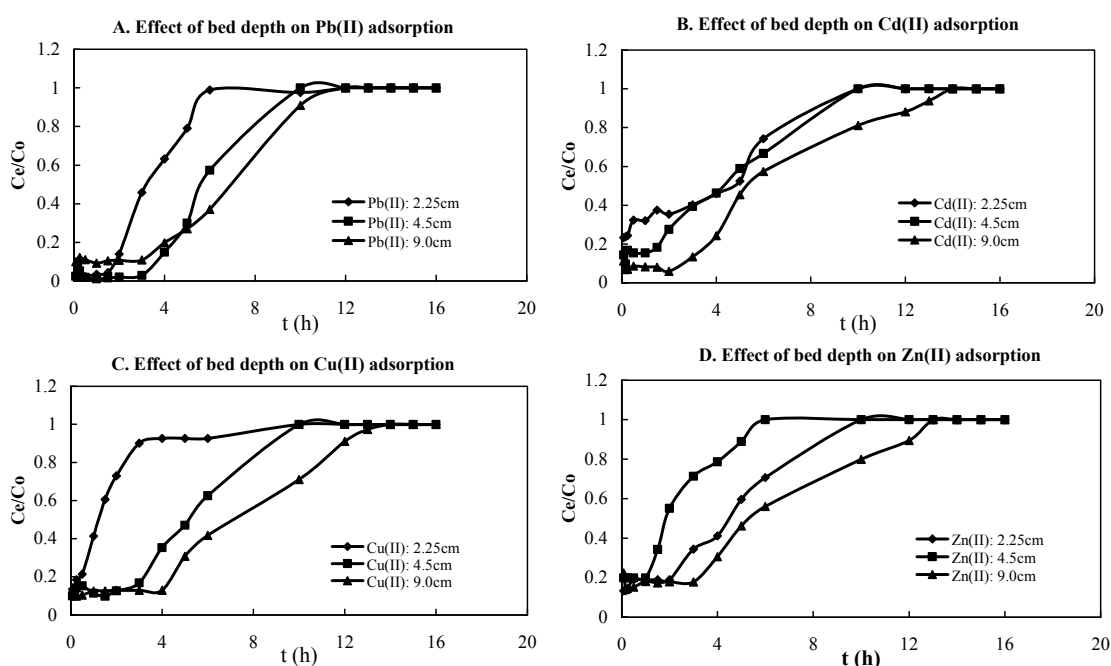 A. Effect of bed depth on Pb(II) adsorption
1.2
1
0.8
0.6
0.4
0.2
0
Ce/Co
Pb(II): 2.25cm
Pb(II): 4.5cm
Pb(II): 9.0cm
0 4 8 12 16 20
t (h)
B. Effect of bed depth on Cd(II) adsorption
1.2
1
0.8
0.6
0.4
0.2
0
Ce/Co
Cd(II): 2.25cm
Cd(II): 4.5cm
Cd(II): 9.0cm
0 4 8 12 16 20
t (h)
C. Effect of bed depth on Cu(II) adsorption
1.2
1
0.8
0.6
0.4
0.2
0
Ce/Co
Cu(II): 2.25cm
Cu(II): 4.5cm
Cu(II): 9.0cm
0 4 8 12 16 20
t (h)
D. Effect of bed depth on Zn(II) adsorption
1.2
1
0.8
0.6
0.4
0.2
0
Ce/Co
Zn(II): 2.25cm
Zn(II): 4.5cm
Zn(II): 9.0cm
0 4 8 12 16 20
t (h)